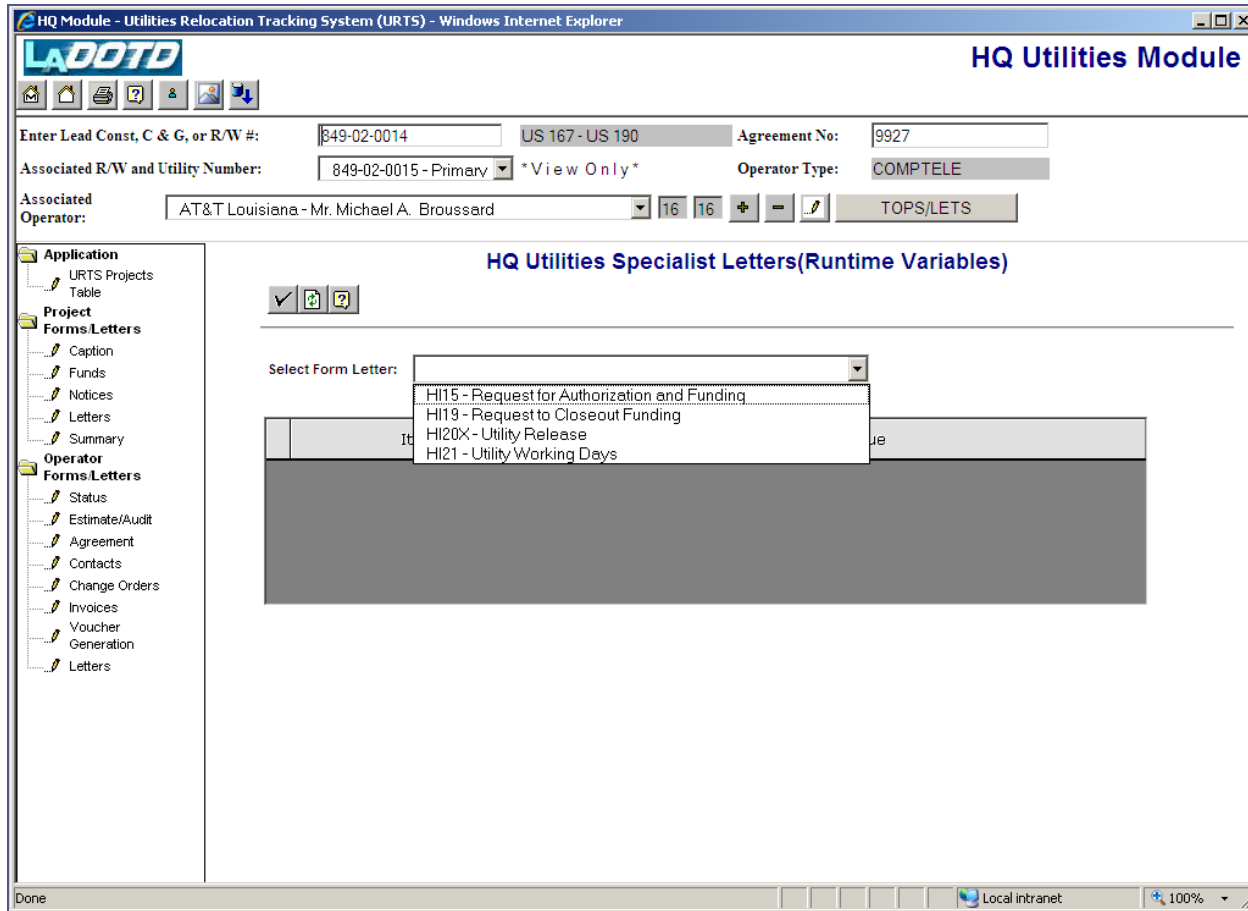 HQ Module - Utilities Relocation Tracking System (URTS) - Windows Internet Explorer
LADOTD
HQ Utilities Module
Enter Lead Const, C & G, or R/W #: 849-02-0014 US 167 - US 190 Agreement No: 9927
Associated R/W and Utility Number: 849-02-0015 - Primary *View Only* Operator Type: COMPTELE
Associated
Operator: AT&T Louisiana - Mr. Michael A. Broussard 16 16 TOPS/LETS
Application
URTS Projects
Table
Project
Forms/Letters
Caption
Funds
Notices
Letters
Summary
Operator
Forms/Letters
Status
Estimate/Audit
Agreement
Contacts
Change Orders
Invoices
Voucher
Generation
Letters
HQ Utilities Specialist Letters(Runtime Variables)
Select Form Letter:
HI15 - Request for Authorization and Funding
HI19 - Request to Closeout Funding
HI20X - Utility Release
HI21 - Utility Working Days
Done Local intranet 100%